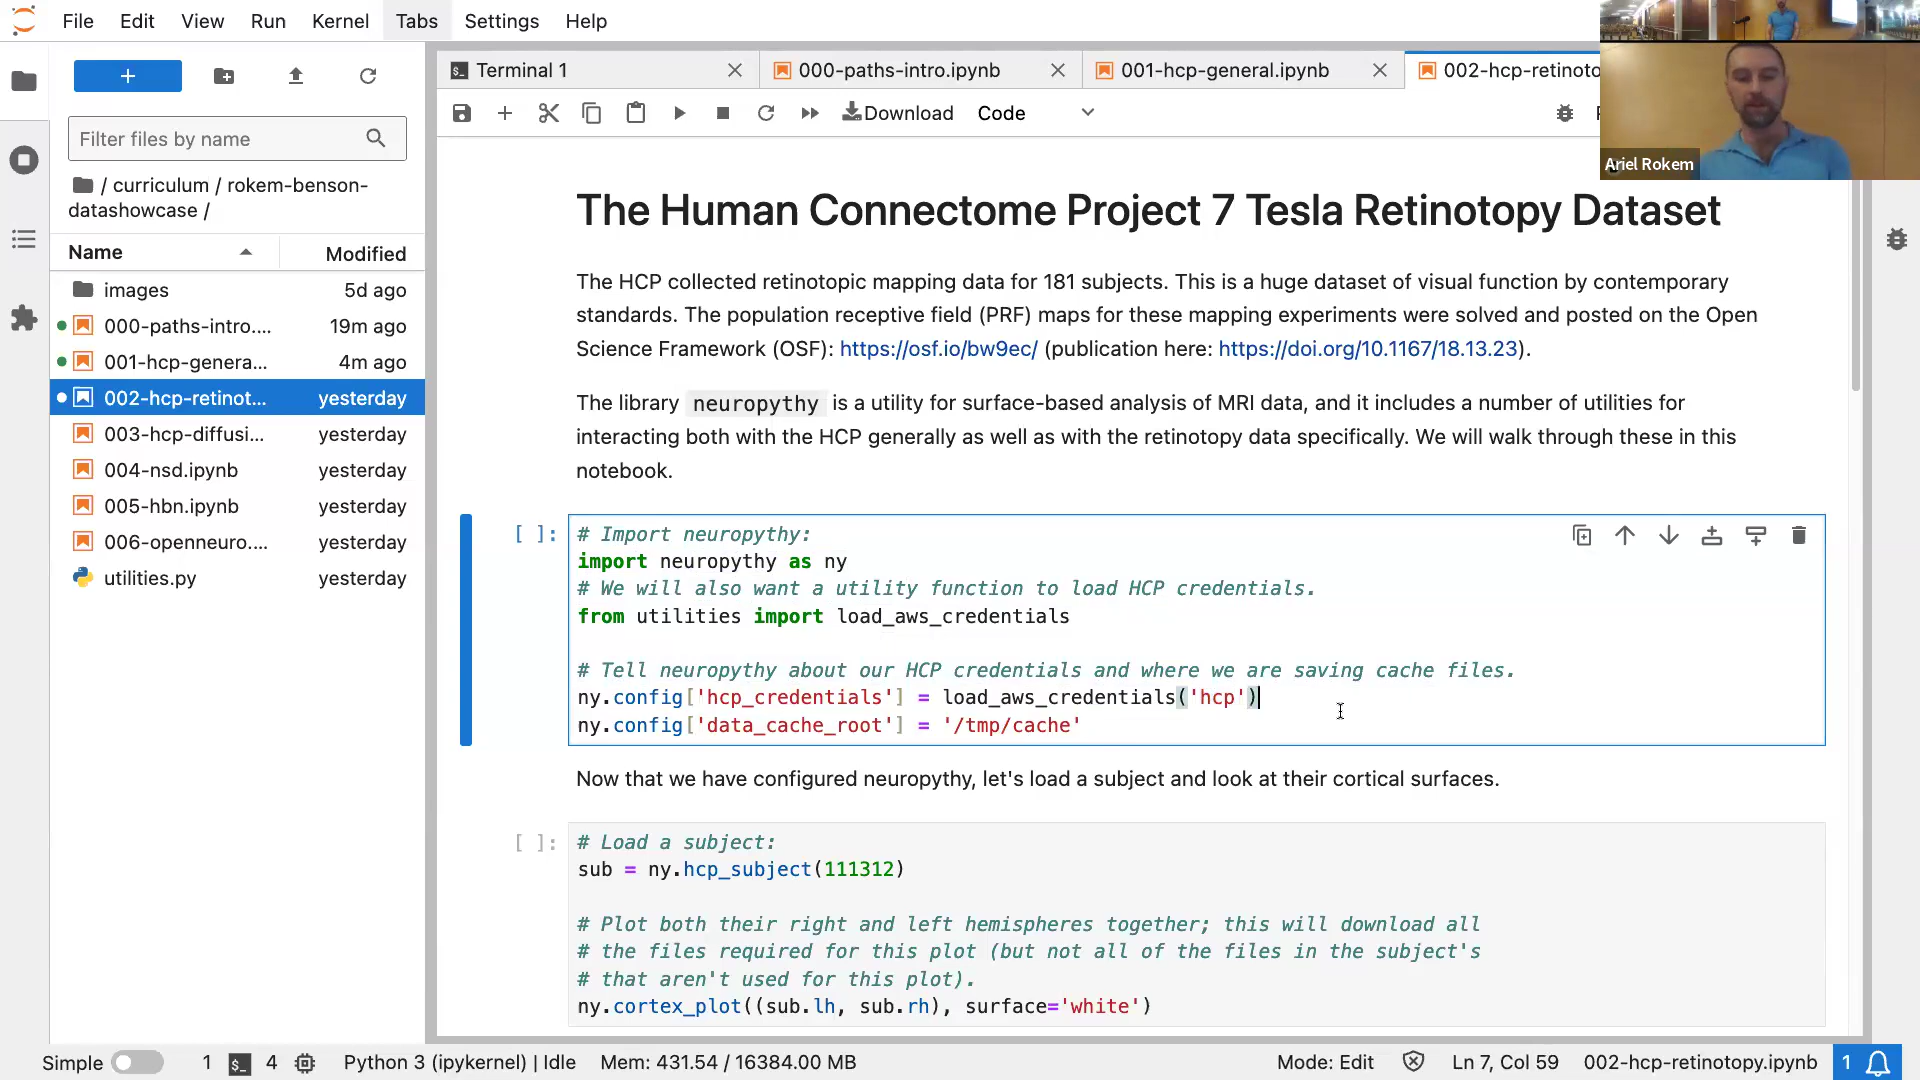 File Edit View Run Kernel Tabs Settings Help
Terminal 1 000-paths-intro.ipynb 001-hcp-general.ipynb 002-hcp-retinoto
Download Code
Filter files by name
/ curriculum / rokem-benson-
datashowcase /
Name Modified
images 5d ago
000-paths-intro.... 19m ago
001-hcp-genera... 4m ago
002-hcp-retinot... yesterday
003-hcp-diffusi... yesterday
004-nsd.ipynb yesterday
005-hbn.ipynb yesterday
006-openneuro.... yesterday
utilities.py yesterday
Ariel Rokem
The Human Connectome Project 7 Tesla Retinotopy Dataset
The HCP collected retinotopic mapping data for 181 subjects. This is a huge dataset of visual function by contemporary
standards. The population receptive field (PRF) maps for these mapping experiments were solved and posted on the Open
Science Framework (OSF): https://osf.io/bw9ec/ (publication here: https://doi.org/10.1167/18.13.23).
The library neuropythy is a utility for surface-based analysis of MRI data, and it includes a number of utilities for
interacting both with the HCP generally as well as with the retinotopy data specifically. We will walk through these in this
notebook.
[ ]: # Import neuropythy:
import neuropythy as ny
# We will also want a utility function to load HCP credentials.
from utilities import load_aws_credentials
# Tell neuropythy about our HCP credentials and where we are saving cache files.
ny.config['hcp_credentials'] = load_aws_credentials('hcp')
ny.config['data_cache_root'] = '/tmp/cache'
Now that we have configured neuropythy, let's load a subject and look at their cortical surfaces.
[ ]: # Load a subject:
sub = ny.hcp_subject(111312)
# Plot both their right and left hemispheres together; this will download all
# the files required for this plot (but not all of the files in the subject's
# that aren't used for this plot).
ny.cortex_plot((sub.lh, sub.rh), surface='white')
Simple 1 $_ 4 Python 3 (ipykernel) | Idle Mem: 431.54 / 16384.00 MB Mode: Edit Ln 7, Col 59 002-hcp-retinotopy.ipynb 1